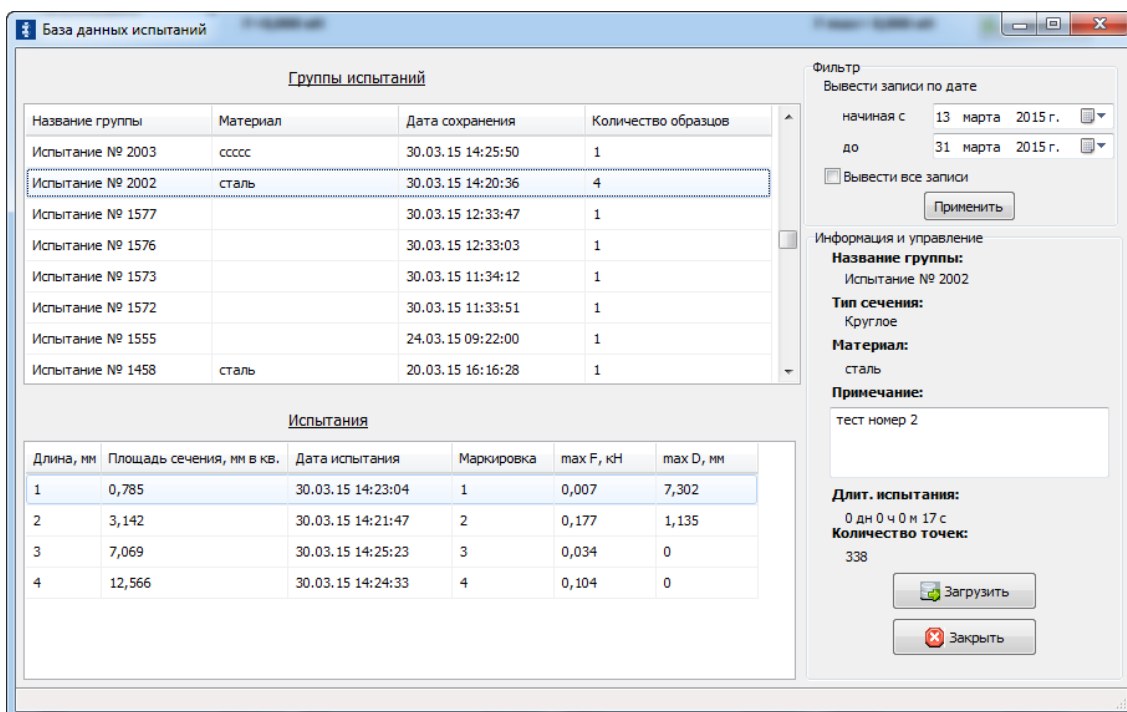 База данных испытаний
Группы испытаний
Название группы Материал Дата сохранения Количество образцов
Испытание № 2003 ссссс 30.03.15 14:25:50 1
Испытание № 2002 сталь 30.03.15 14:20:36 4
Испытание № 1577 30.03.15 12:33:47 1
Испытание № 1576 30.03.15 12:33:03 1
Испытание № 1573 30.03.15 11:34:12 1
Испытание № 1572 30.03.15 11:33:51 1
Испытание № 1555 24.03.15 09:22:00 1
Испытание № 1458 сталь 20.03.15 16:16:28 1
Испытания
Длина, мм Площадь сечения, мм в кв. Дата испытания Маркировка max F, кН max D, мм
1 0,785 30.03.15 14:23:04 1 0,007 7,302
2 3,142 30.03.15 14:21:47 2 0,177 1,135
3 7,069 30.03.15 14:25:23 3 0,034 0
4 12,566 30.03.15 14:24:33 4 0,104 0
Фильтр
Вывести записи по дате
начиная с 13 марта 2015 г.
до 31 марта 2015 г.
Вывести все записи
Применить
Информация и управление
Название группы:
Испытание № 2002
Тип сечения:
Круглое
Материал:
сталь
Примечание:
тест номер 2
Длит. испытания:
0 дн 0 ч 0 м 17 с
Количество точек:
338
Загрузить
Закрыть